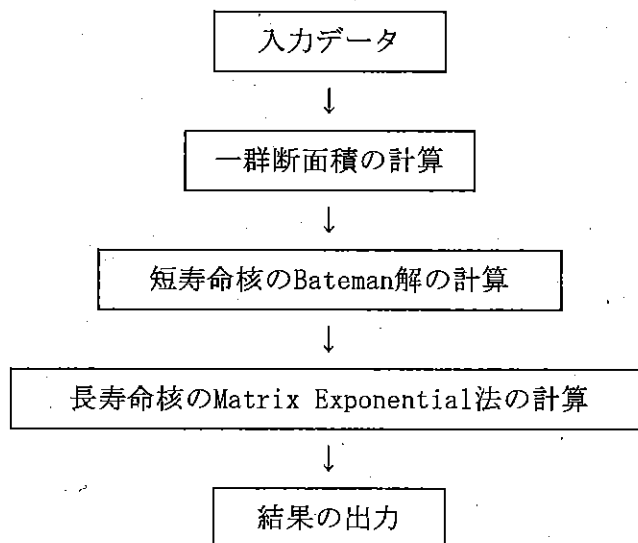 入力データ
↓
一群断面積の計算
↓
短寿命核のBateman解の計算
↓
長寿命核のMatrix Exponential法の計算
↓
結果の出力